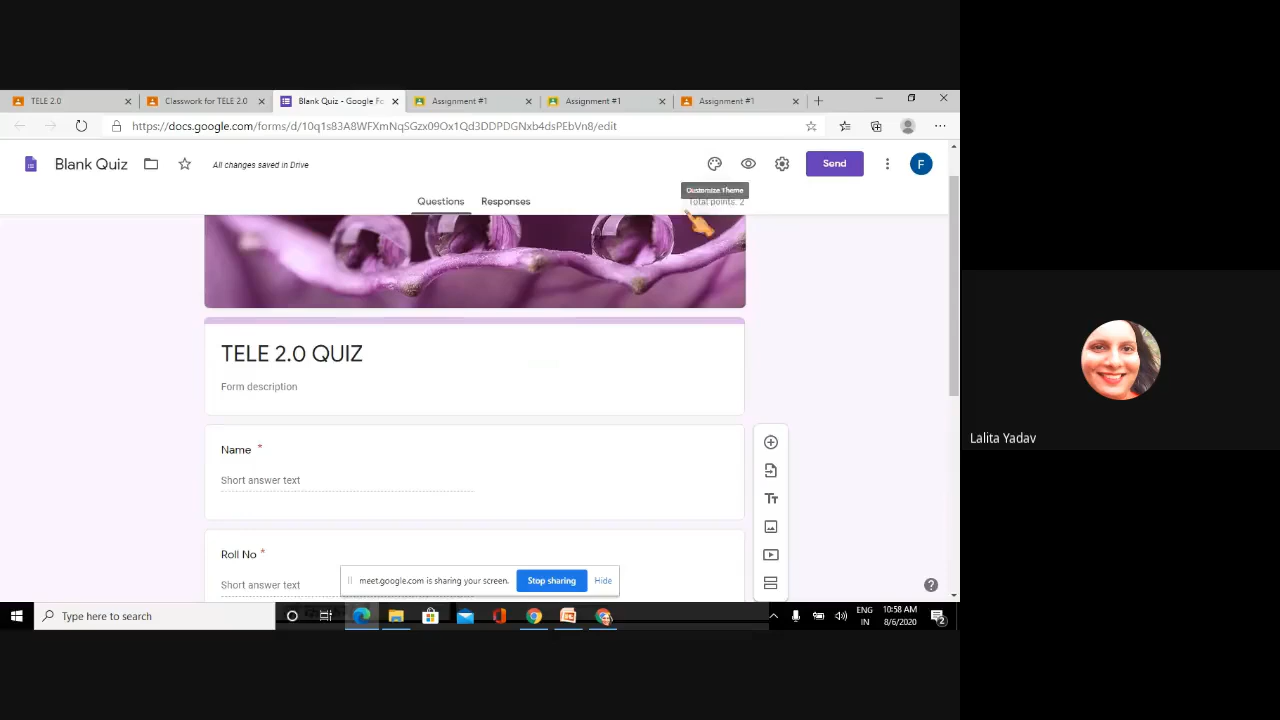 TELE 2.0
Classwork for TELE 2.0
Blank Quiz - Google Fo
Assignment #1
Assignment #1
Assignment #1
https://docs.google.com/forms/d/10q1s83A8WFXmNqSGzx09Ox1Qd3DDPDGNxb4dsPEbVn8/edit
Blank Quiz
All changes saved in Drive
Send
F
Customize Theme
Questions
Responses
Total points: 2
TELE 2.0 QUIZ
Form description
Name *
Short answer text
Lalita Yadav
Roll No *
Short answer text
meet.google.com is sharing your screen.
Stop sharing
Hide
Type here to search
ENG
IN
10:58 AM
8/6/2020
2